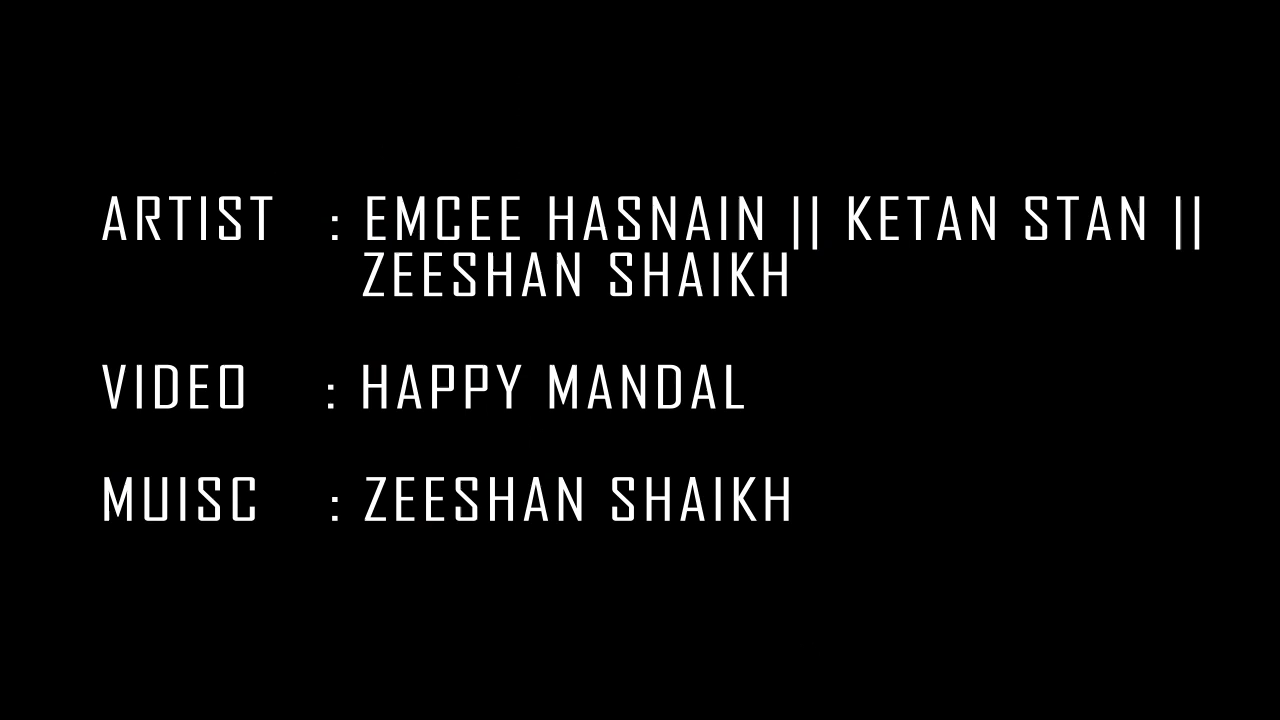 ARTIST : EMCEE HASNAIN || KETAN STAN ||
ZEESHAN SHAIKH
VIDEO : HAPPY MANDAL
MUISC : ZEESHAN SHAIKH